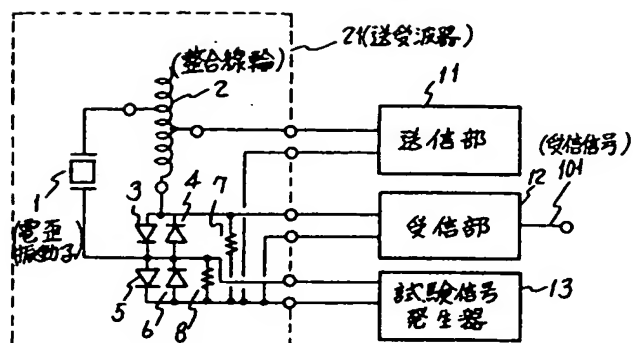 21(送受波器)
(整合線輪)
2
11
送信部
(受信信号)
101
12
受信部
1
(電歪
振動子)
3
4
7
5
6
8
試験信号
発生器
13